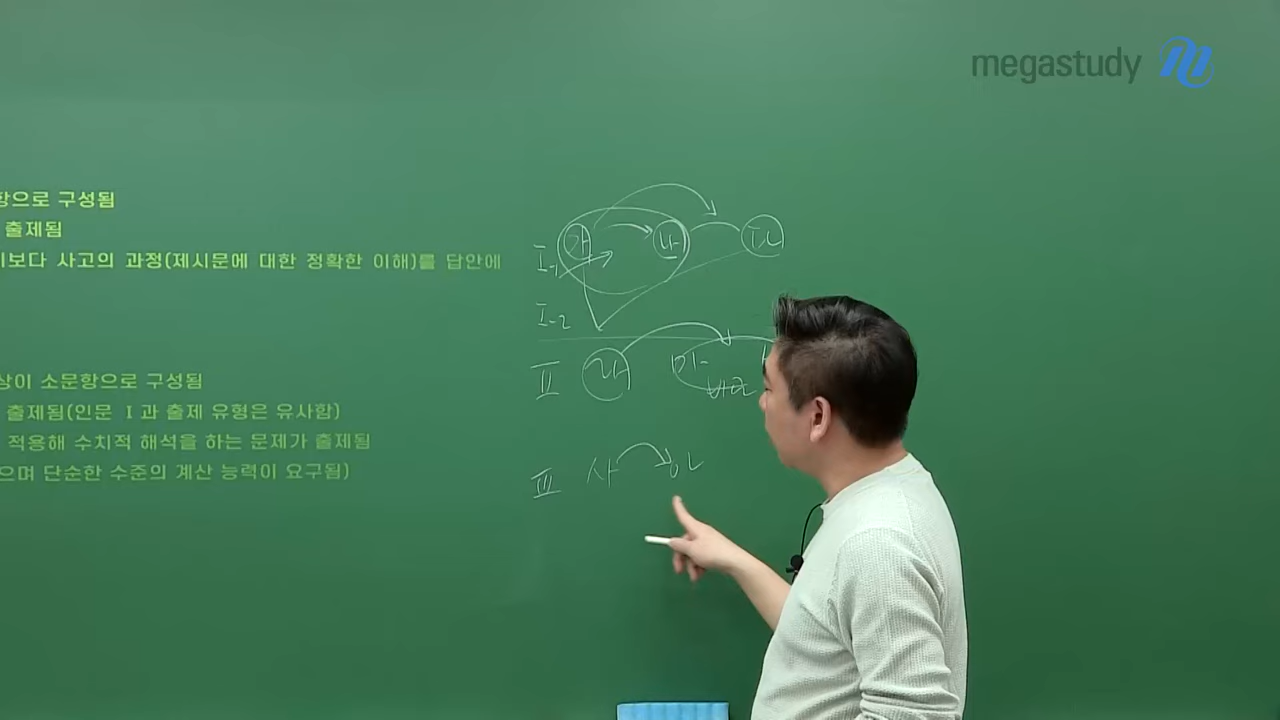 megastudy
항으로 구성됨
출제됨
보다 사고의 과정(제시문에 대한 정확한 이해)를 답안에
상이 소문항으로 구성됨
출제됨(인문 Ⅰ과 출제 유형은 유사함)
적용해 수치적 해석을 하는 문제가 출제됨
으며 단순한 수준의 계산 능력이 요구됨)
Ⅰ-1 가 나 다
Ⅰ-2
Ⅱ 라 마
Ⅲ 사 아